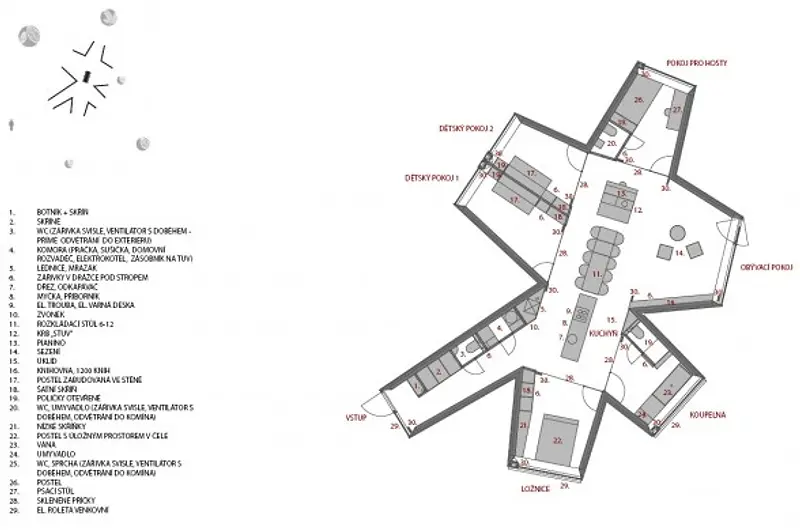 POKOJ PRO HOSTY
DĚTSKÝ POKOJ 2
DĚTSKÝ POKOJ 1
OBÝVACÍ POKOJ
KUCHYŇ
KOUPELNA
VSTUP
LOŽNICE
1. BOTNÍK + SKŘÍŇ
2. SKŘÍNĚ
3. WC (ZÁŘIVKA SVISLE, VENTILÁTOR S DOBĚHEM -
PŘÍMÉ ODVĚTRÁNÍ DO EXTERIÉRU)
4. KOMORA (PRAČKA, SUŠIČKA, DOMOVNÍ
ROZVADĚČ, ELEKTROKOTEL, ZÁSOBNÍK NA TUV)
5. LEDNICE, MRAZÁK
6. ZÁŘIVKY V DRÁŽCE POD STROPEM
7. DŘEZ, ODKAPÁVAČ
8. MYČKA, PŘÍBORNÍK
9. EL. TROUBA, EL. VARNÁ DESKA
10. ZVONEK
11. ROZKLÁDACÍ STŮL 6-12
12. KRB „STUV"
13. PIANINO
14. SEZENÍ
15. ÚKLID
16. KNIHOVNA, 1200 KNIH
17. POSTEL ZABUDOVANÁ VE STĚNĚ
18. ŠATNÍ SKŘÍŇ
19. POLIČKY OTEVŘENÉ
20. WC, UMYVADLO (ZÁŘIVKA SVISLE, VENTILÁTOR S
DOBĚHEM, ODVĚTRÁNÍ DO KOMÍNA)
21. NÍZKÉ SKŘÍŇKY
22. POSTEL S ÚLOŽNÝM PROSTOREM V ČELE
23. VANA
24. UMYVADLO
25. WC, SPRCHA (ZÁŘIVKA SVISLE, VENTILÁTOR S
DOBĚHEM, ODVĚTRÁNÍ DO KOMÍNA)
26. POSTEL
27. PSACÍ STŮL
28. SKLENĚNÉ PŘÍČKY
29. EL. ROLETA VENKOVNÍ